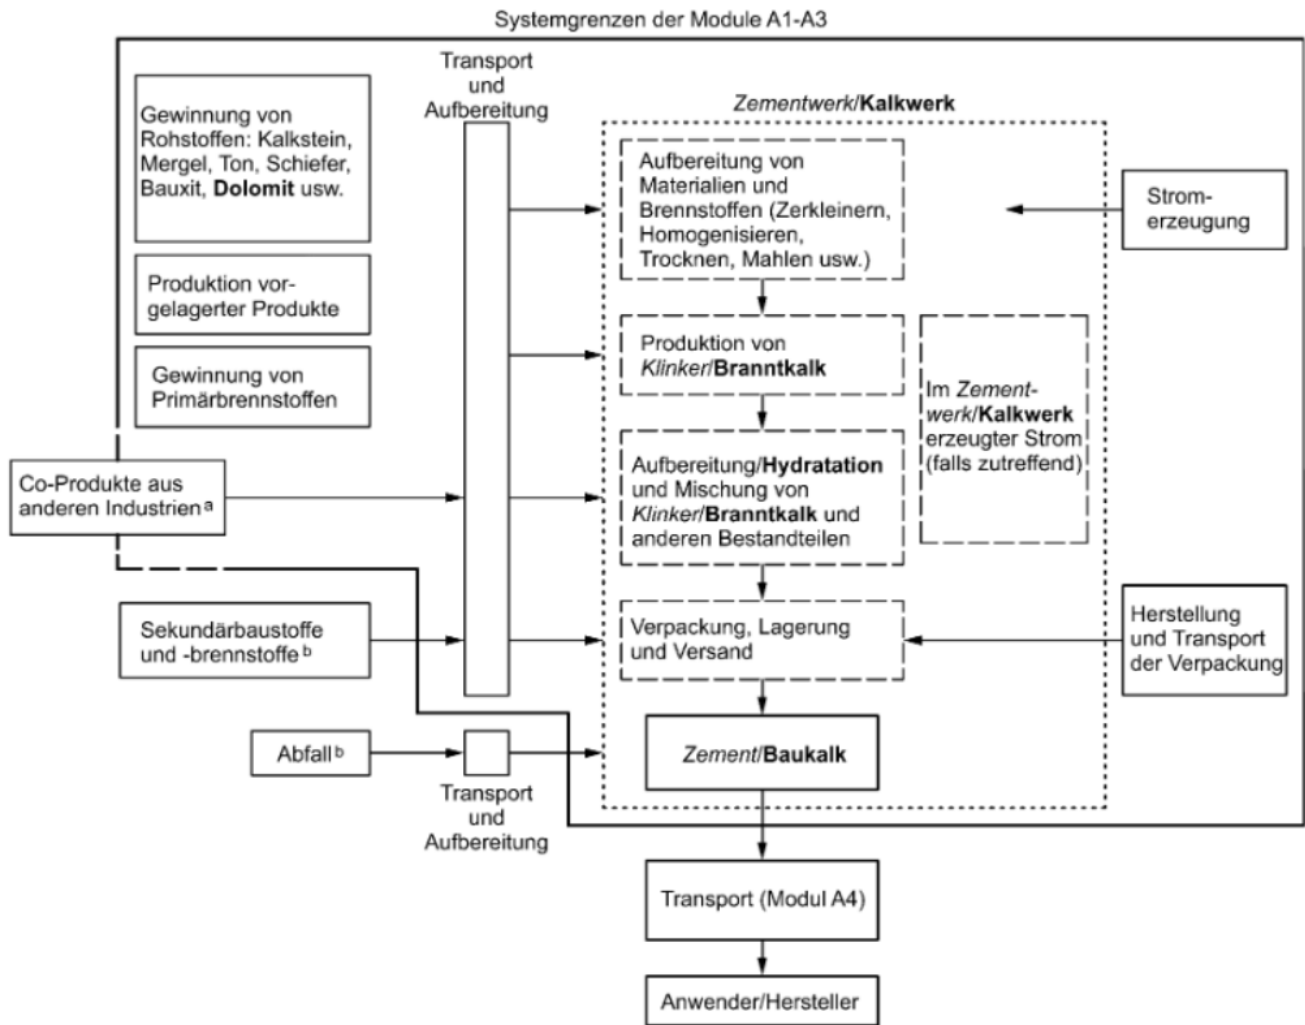 Systemgrenzen der Module A1-A3
Transport
und
Aufbereitung
Gewinnung von
Rohstoffen: Kalkstein,
Mergel, Ton, Schiefer,
Bauxit, Dolomit usw.
Produktion vor-
gelagerter Produkte
Gewinnung von
Primärbrennstoffen
Co-Produkte aus
anderen Industrien a
Sekundärbaustoffe
und -brennstoffe b
Abfall b
Transport
und
Aufbereitung
Zementwerk/Kalkwerk
Aufbereitung von
Materialien und
Brennstoffen (Zerkleinern,
Homogenisieren,
Trocknen, Mahlen usw.)
Produktion von
Klinker/Branntkalk
Aufbereitung/Hydratation
und Mischung von
Klinker/Branntkalk und
anderen Bestandteilen
Verpackung, Lagerung
und Versand
Zement/Baukalk
Im Zement-
werk/Kalkwerk
erzeugter Strom
(falls zutreffend)
Strom-
erzeugung
Herstellung
und Transport
der Verpackung
Transport (Modul A4)
Anwender/Hersteller